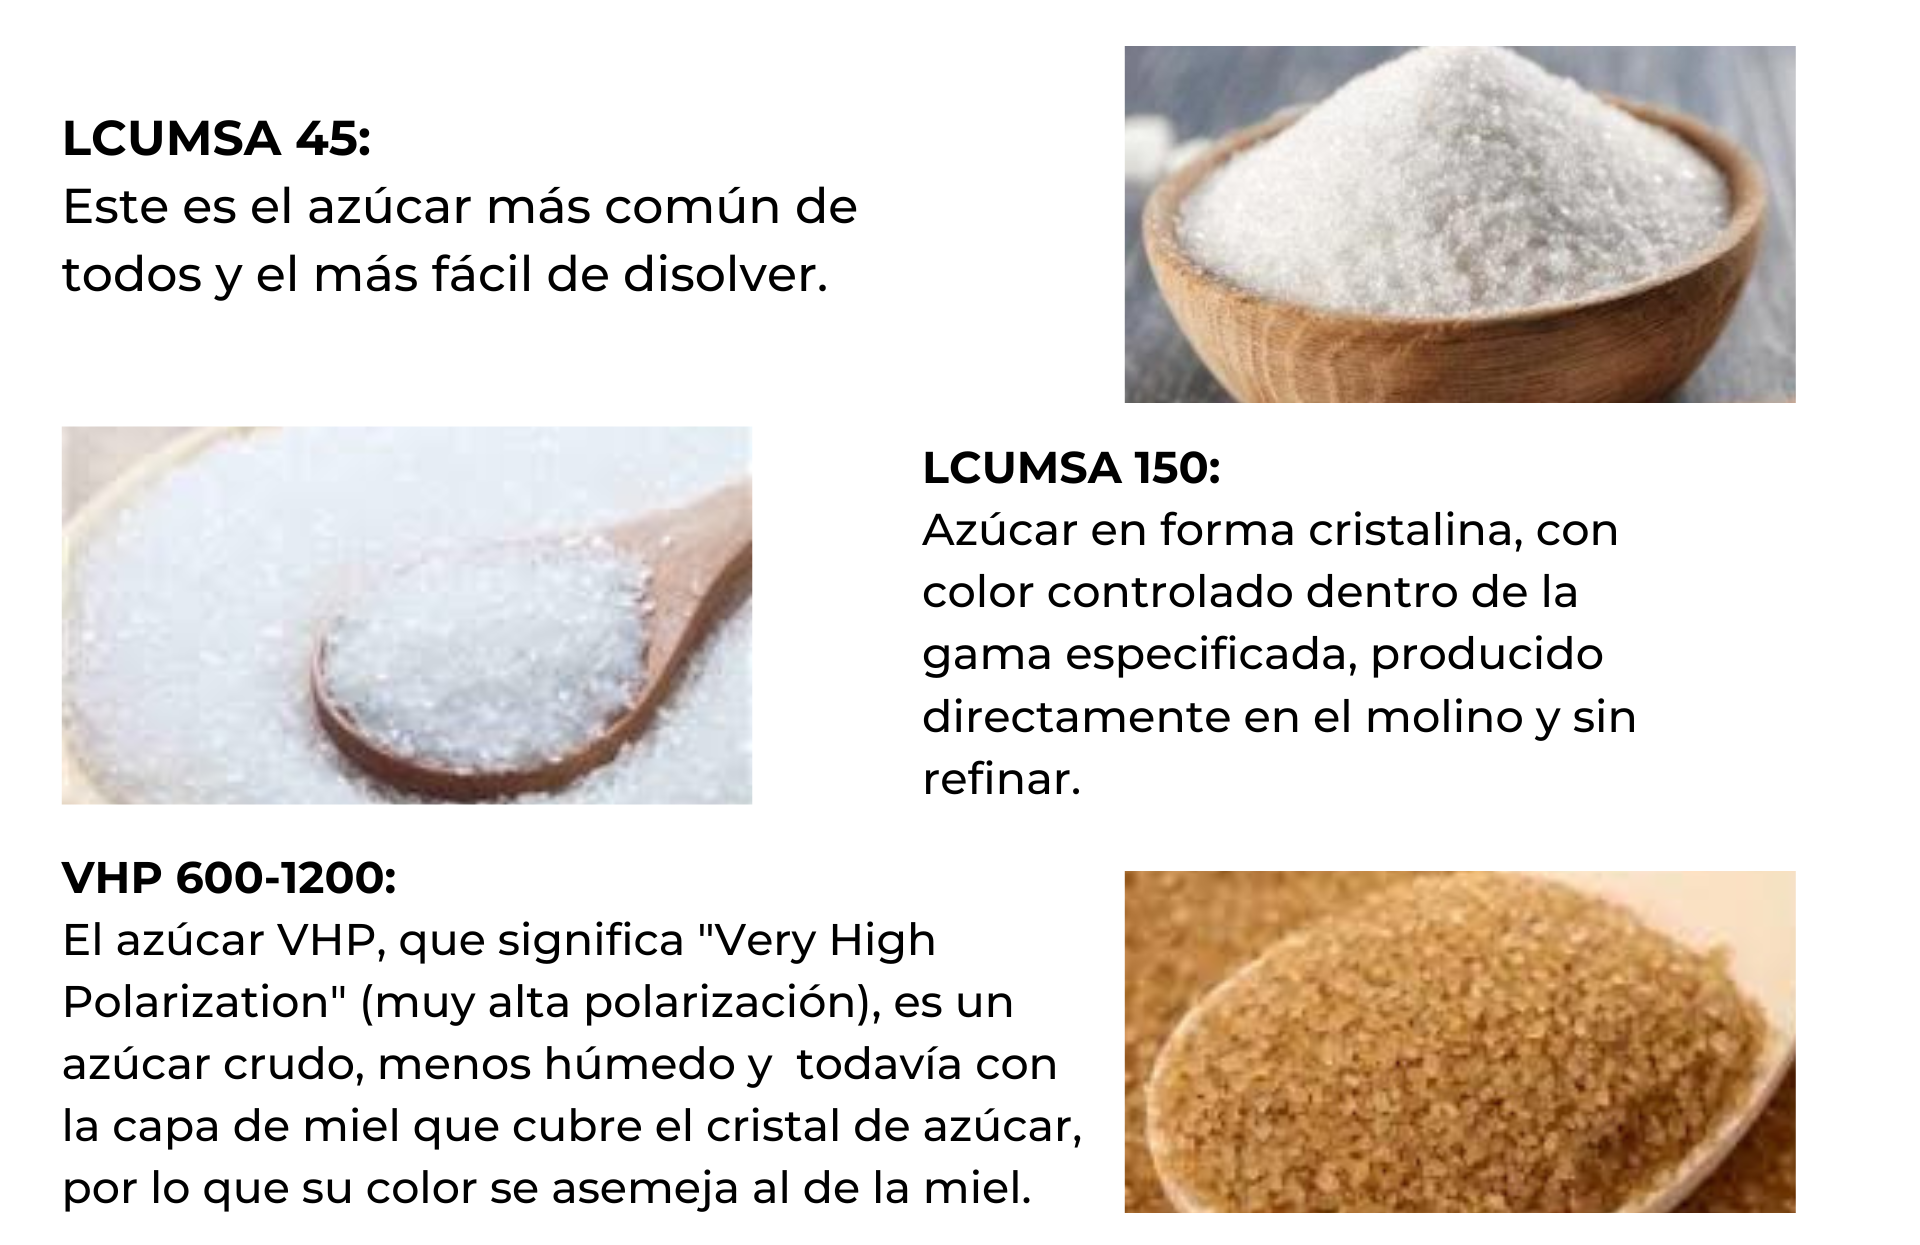 LCUMSA 45:
Este es el azúcar más común de
todos y el más fácil de disolver.
LCUMSA 150:
Azúcar en forma cristalina, con
color controlado dentro de la
gama especificada, producido
directamente en el molino y sin
refinar.
VHP 600-1200:
El azúcar VHP, que significa "Very High
Polarization" (muy alta polarización), es un
azúcar crudo, menos húmedo y  todavía con
la capa de miel que cubre el cristal de azúcar,
por lo que su color se asemeja al de la miel.